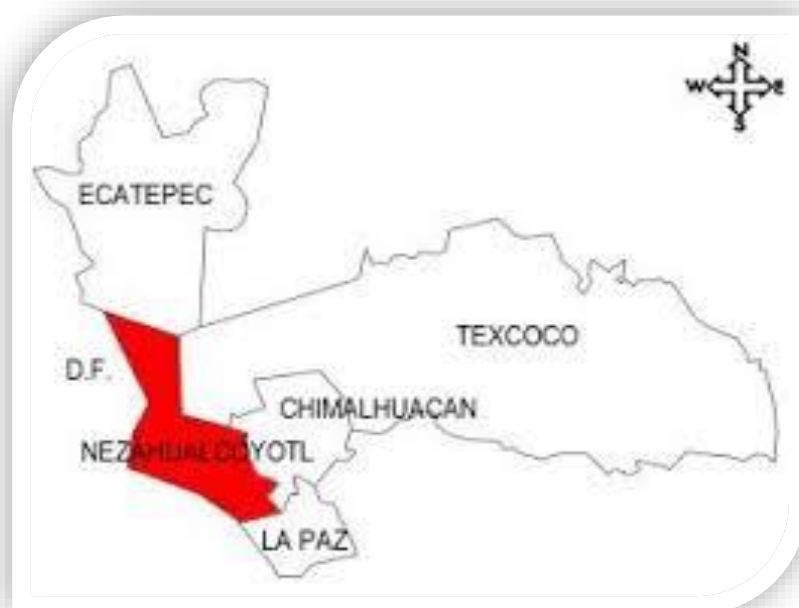 N
W E
S
ECATEPEC
TEXCOCO
D.F.
CHIMALHUACAN
NEZAHUALCOYOTL
LA PAZ